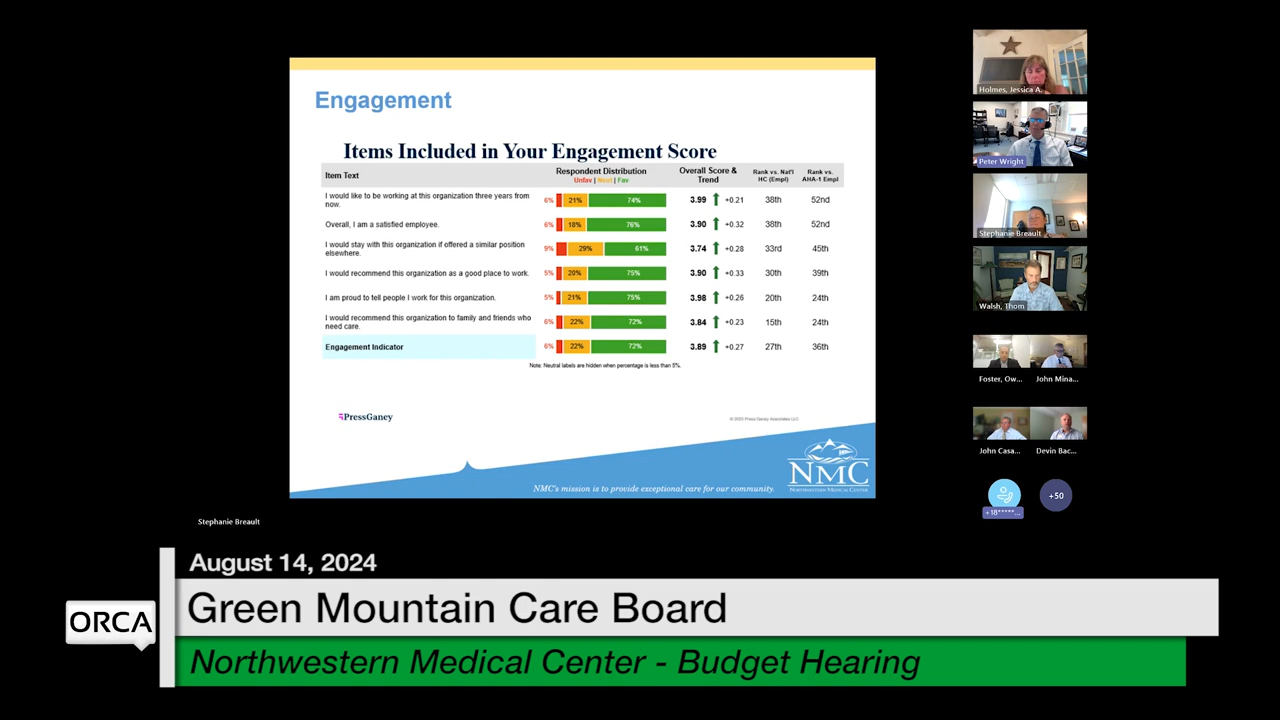 Engagement
Items Included in Your Engagement Score
Item Text
Respondent Distribution
Unfav | Neut | Fav
Overall Score &
Trend
Rank vs. Nat'l
HC (Empl)
Rank vs.
AHA-1 Empl
I would like to be working at this organization three years from
now.
6% 21% 74% 3.99 +0.21 38th 52nd
Overall, I am a satisfied employee. 6% 18% 76% 3.90 +0.32 38th 52nd
I would stay with this organization if offered a similar position
elsewhere.
9% 29% 61% 3.74 +0.28 33rd 45th
I would recommend this organization as a good place to work. 5% 20% 75% 3.90 +0.33 30th 39th
I am proud to tell people I work for this organization. 5% 21% 75% 3.98 +0.26 20th 24th
I would recommend this organization to family and friends who
need care.
6% 22% 72% 3.84 +0.23 15th 24th
Engagement Indicator 6% 22% 72% 3.89 +0.27 27th 36th
Note: Neutral labels are hidden when percentage is less than 5%.
PressGaney
Press Ganey Associates LLC
NMC
NORTHWESTERN MEDICAL CENTER
NMC's mission is to provide exceptional care for our community.
Holmes, Jessica A.
Peter Wright
Stephanie Breault
Walsh, Thom
Foster, Ow...
John Mina...
John Casa...
Devin Bac...
+18*****...
+50
Stephanie Breault
August 14, 2024
ORCA
Green Mountain Care Board
Northwestern Medical Center - Budget Hearing